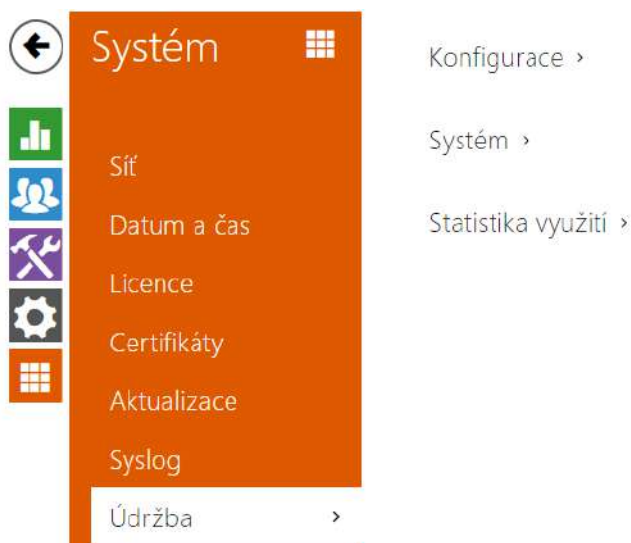 Systém
Síť
Datum a čas
Licence
Certifikáty
Aktualizace
Syslog
Údržba ›
Konfigurace ›
Systém ›
Statistika využití ›